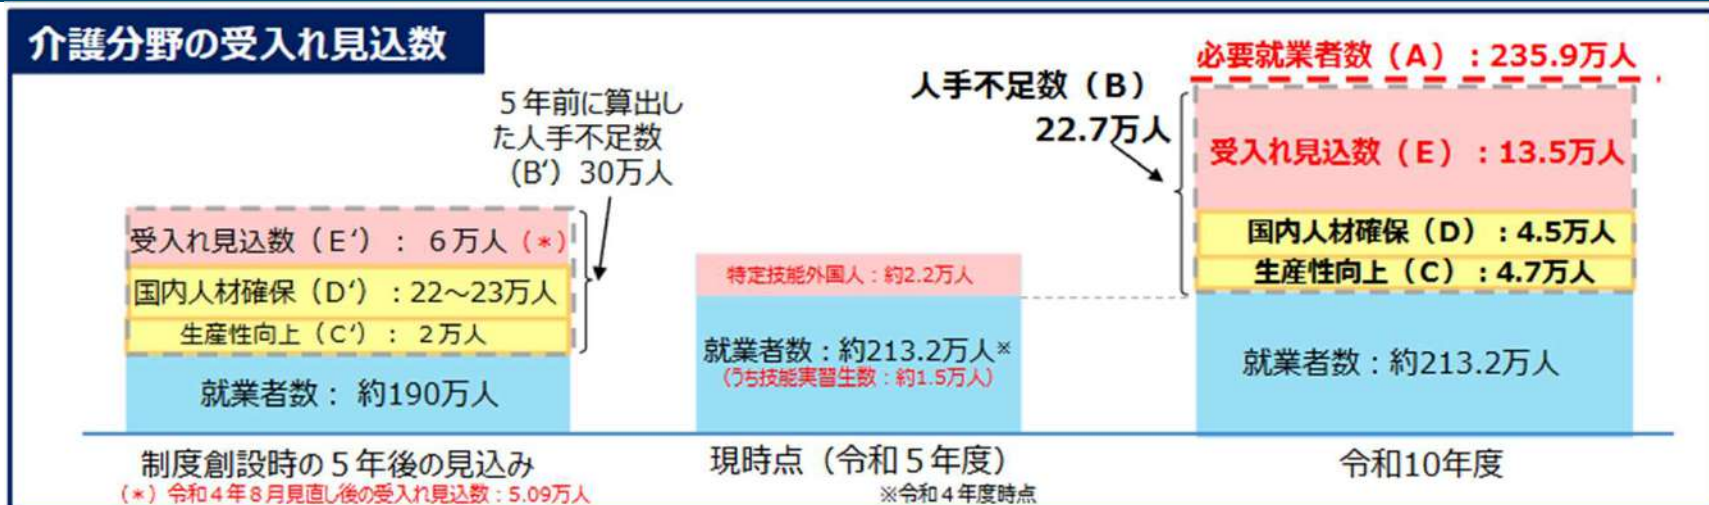 介護分野の受入れ見込数
5年前に算出し
た人手不足数
(B') 30万人
受入れ見込数（E'）： 6万人（*）
国内人材確保（D'）：22～23万人
生産性向上（C'）： 2万人
就業者数： 約190万人
制度創設時の5年後の見込み
（*）令和4年8月見直し後の受入れ見込数：5.09万人
特定技能外国人：約2.2万人
就業者数：約213.2万人※
（うち技能実習生数：約1.5万人）
現時点（令和5年度）
※令和4年度時点
人手不足数（B）
22.7万人
必要就業者数（A）：235.9万人
受入れ見込数（E）：13.5万人
国内人材確保（D）：4.5万人
生産性向上（C）：4.7万人
就業者数：約213.2万人
令和10年度